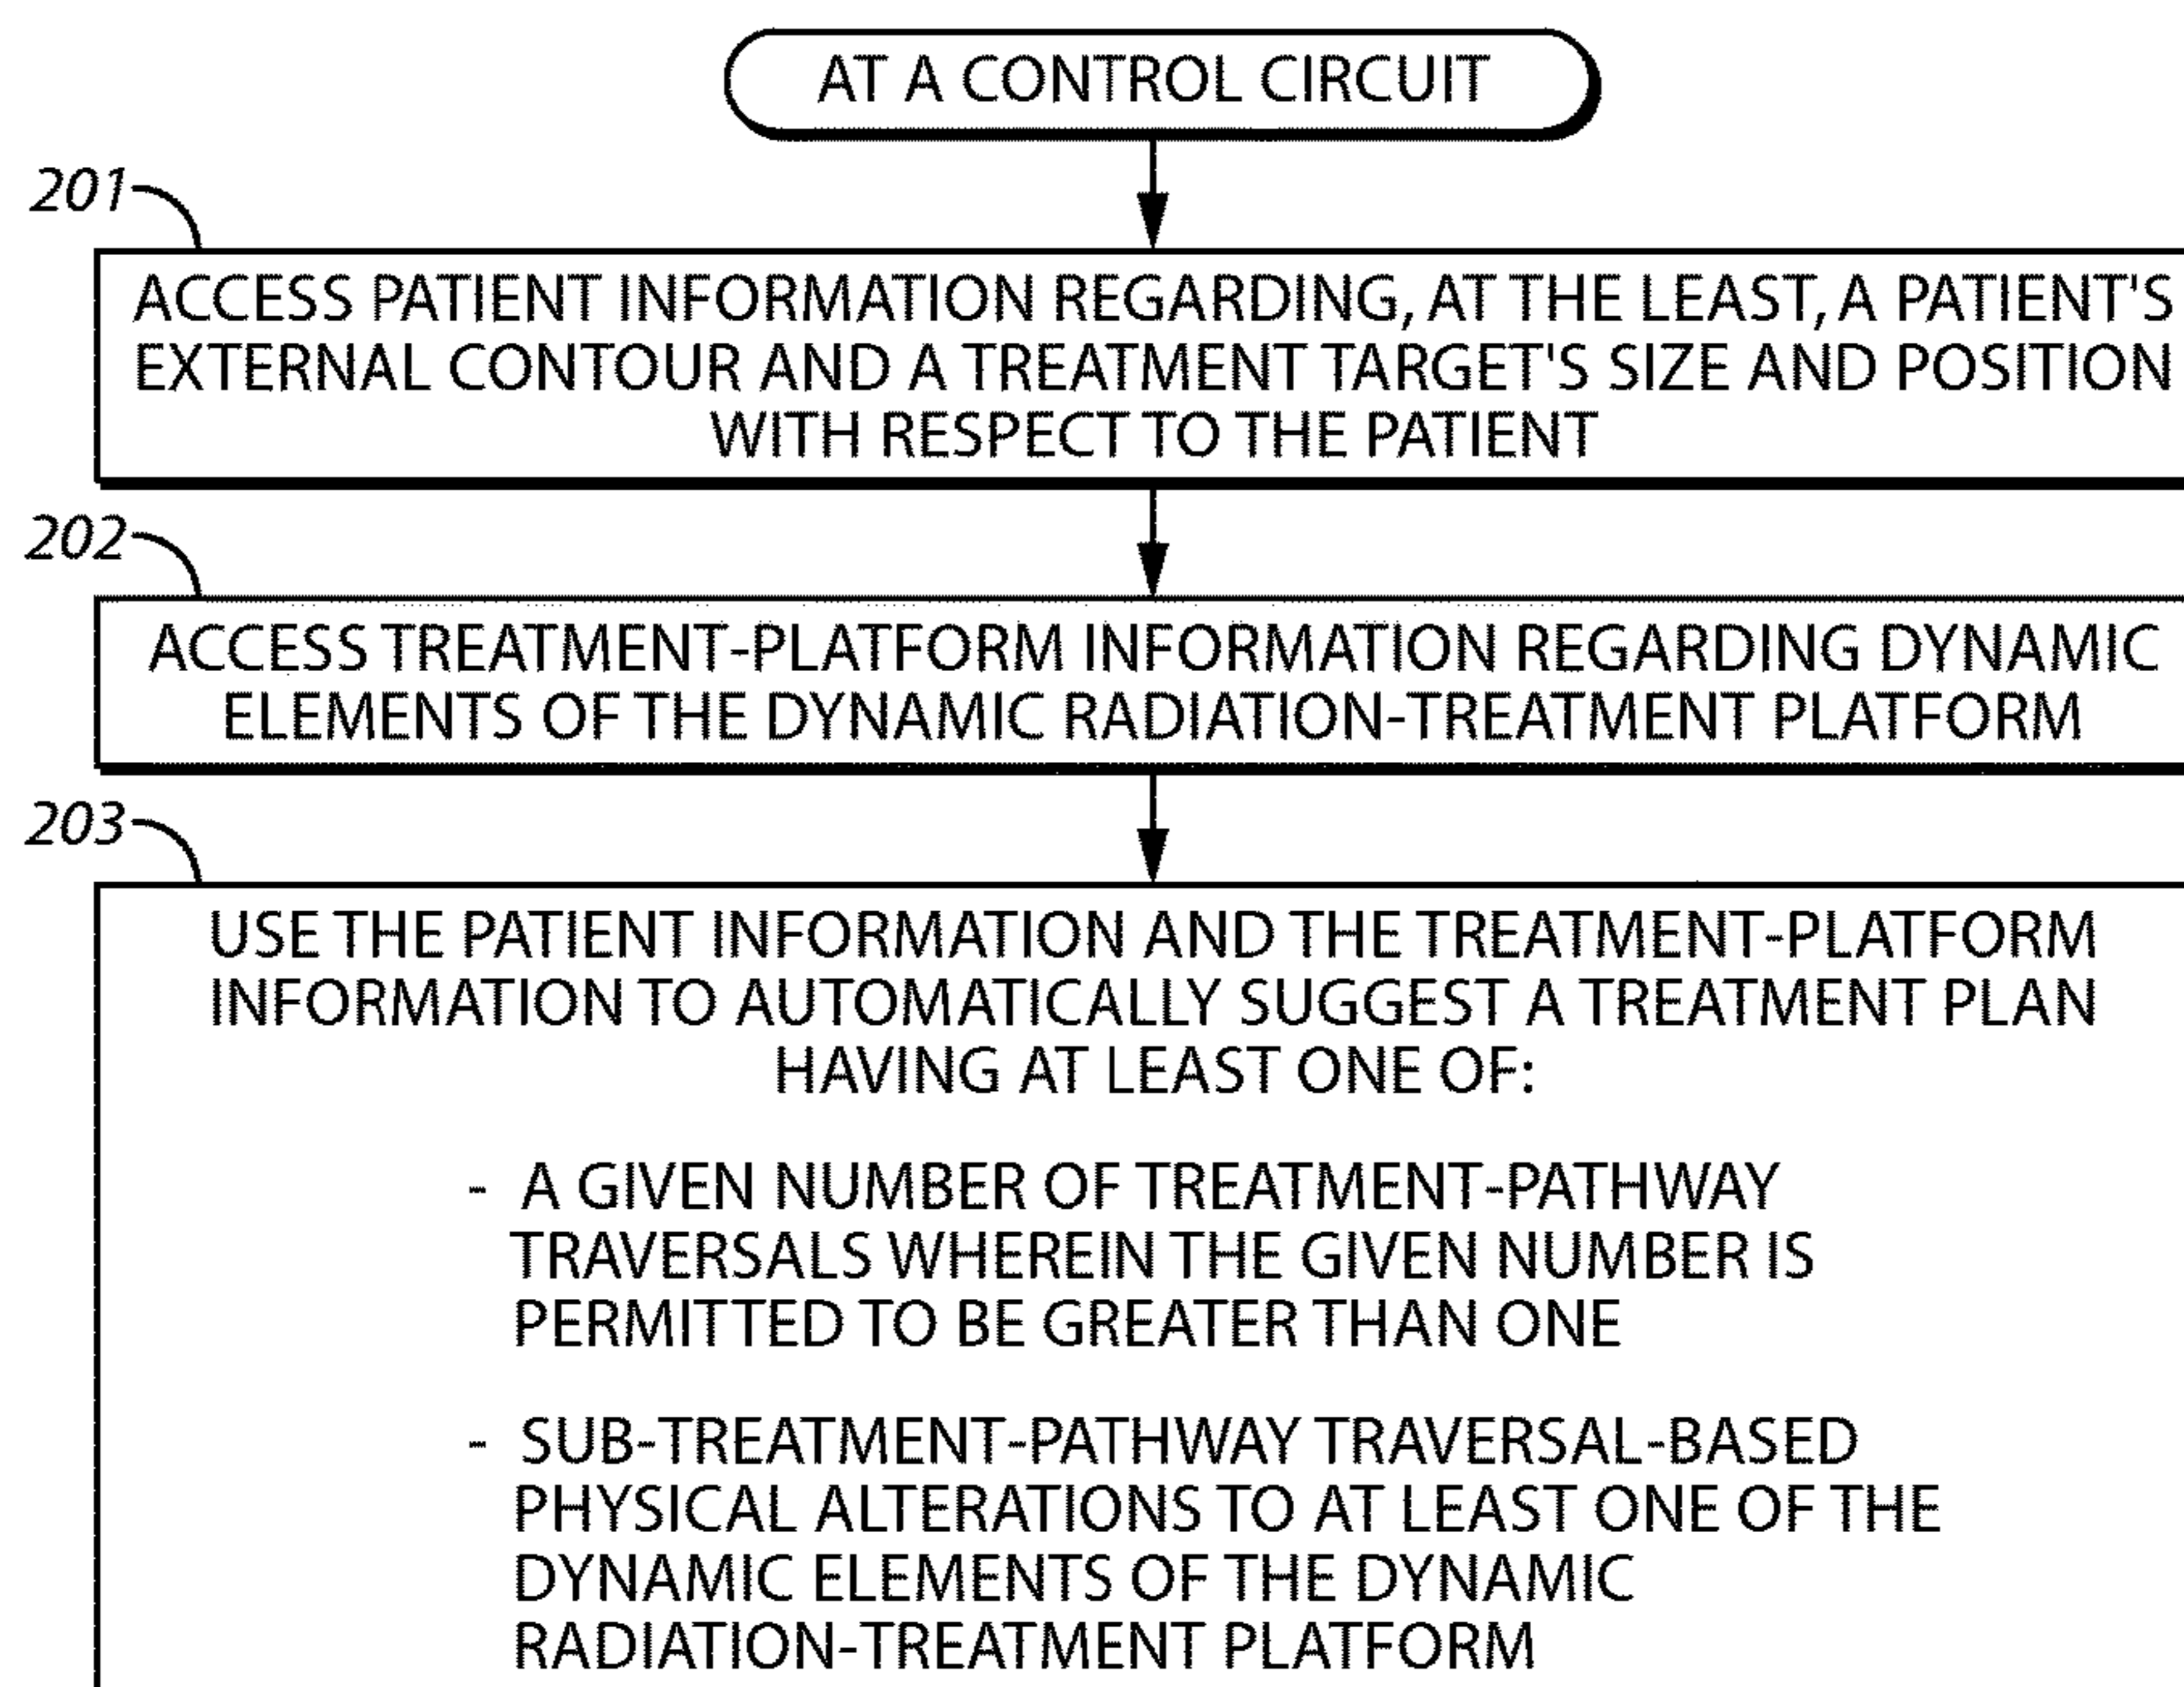 AT A CONTROL CIRCUIT
201
ACCESS PATIENT INFORMATION REGARDING, AT THE LEAST, A PATIENT'S
EXTERNAL CONTOUR AND A TREATMENT TARGET'S SIZE AND POSITION
WITH RESPECT TO THE PATIENT
202
ACCESS TREATMENT-PLATFORM INFORMATION REGARDING DYNAMIC
ELEMENTS OF THE DYNAMIC RADIATION-TREATMENT PLATFORM
203
USE THE PATIENT INFORMATION AND THE TREATMENT-PLATFORM
INFORMATION TO AUTOMATICALLY SUGGEST A TREATMENT PLAN
HAVING AT LEAST ONE OF:
- A GIVEN NUMBER OF TREATMENT-PATHWAY
TRAVERSALS WHEREIN THE GIVEN NUMBER IS
PERMITTED TO BE GREATER THAN ONE
- SUB-TREATMENT-PATHWAY TRAVERSAL-BASED
PHYSICAL ALTERATIONS TO AT LEAST ONE OF THE
DYNAMIC ELEMENTS OF THE DYNAMIC
RADIATION-TREATMENT PLATFORM